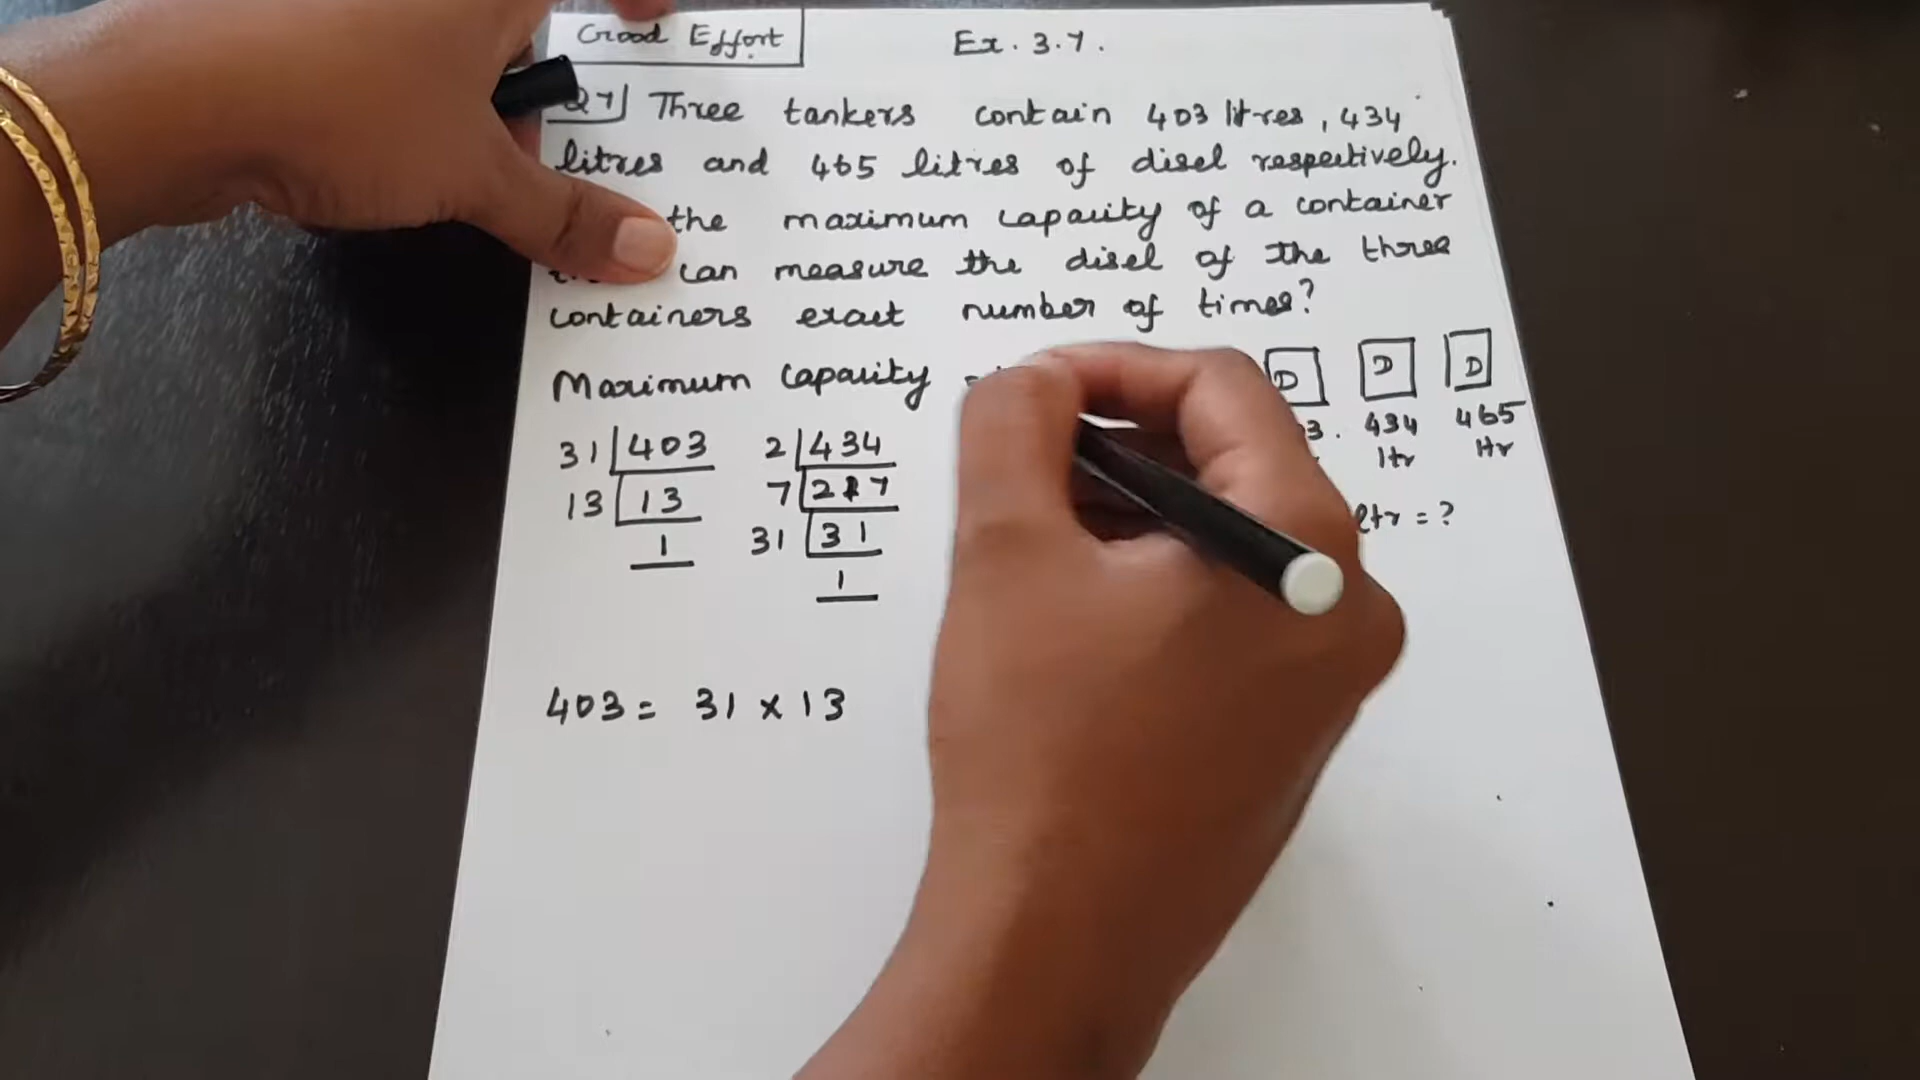 Good Effort
Ex. 3.7.
27 Three tankers contain 403 litres, 434
litres and 465 litres of disel respectively.
the maximum capacity of a container
can measure the disel of the three
containers exact number of times?
Maximum capacity =
D D D
3. 434 465
ltr ltr
ltr = ?
31 403 2 434
13 13 7 217
1 31 31
1
403 = 31 x 13